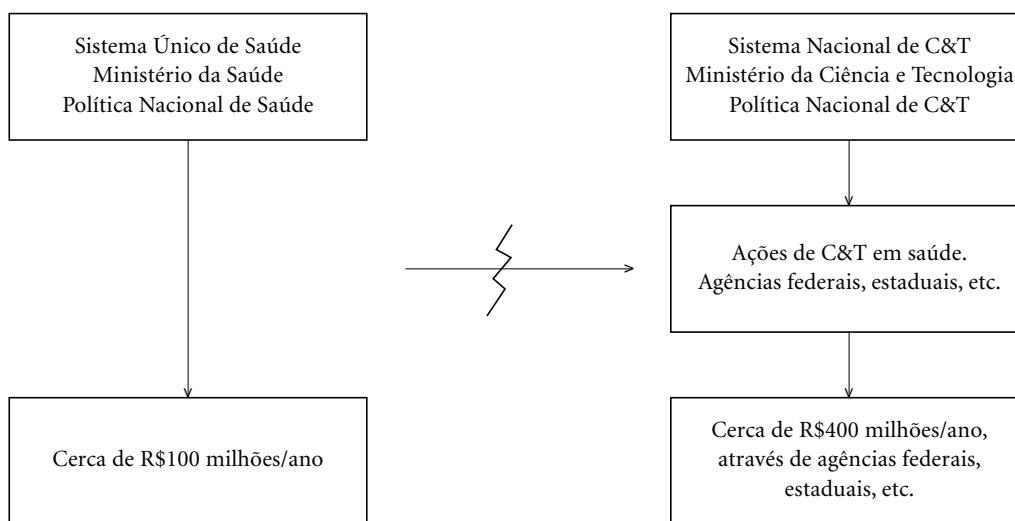 Sistema Único de Saúde
Ministério da Saúde
Política Nacional de Saúde
Sistema Nacional de C&T
Ministério da Ciência e Tecnologia
Política Nacional de C&T
Ações de C&T em saúde.
Agências federais, estaduais, etc.
Cerca de R$100 milhões/ano
Cerca de R$400 milhões/ano,
através de agências federais,
estaduais, etc.